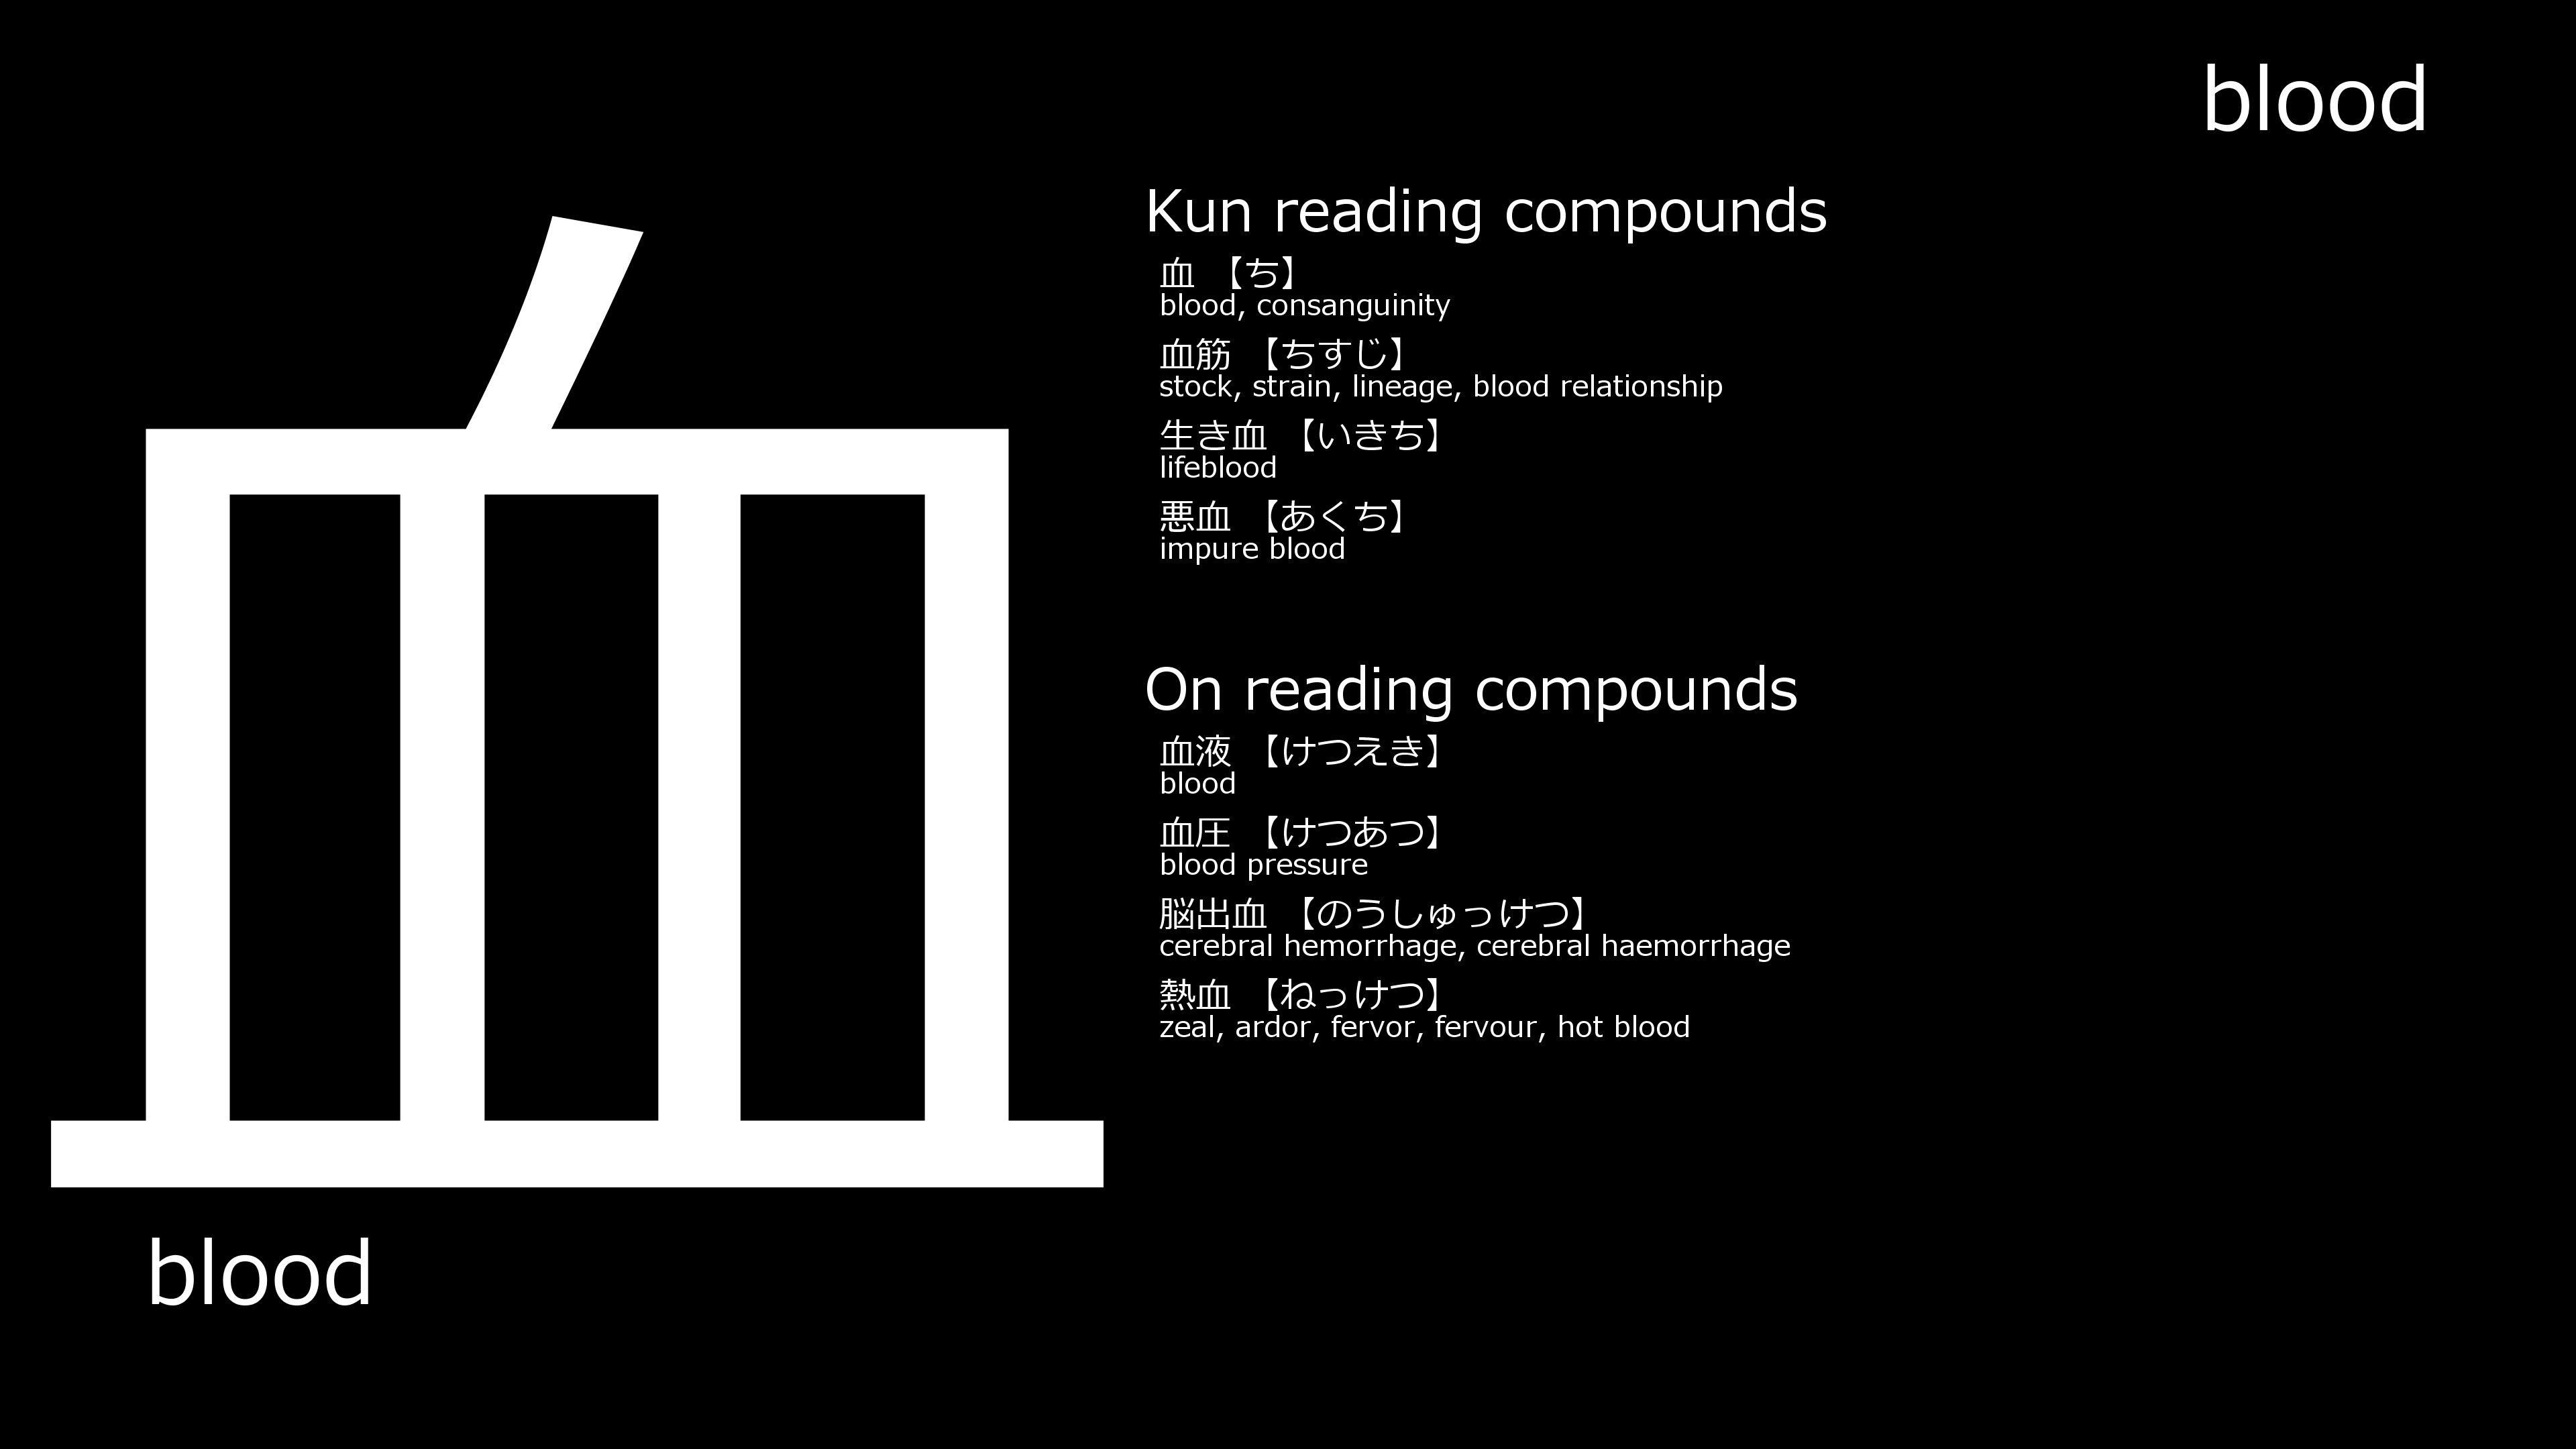 blood
血
Kun reading compounds
血 【ち】
blood, consanguinity
血筋 【ちすじ】
stock, strain, lineage, blood relationship
生き血 【いきち】
lifeblood
悪血 【あくち】
impure blood
On reading compounds
血液 【けつえき】
blood
血圧 【けつあつ】
blood pressure
脳出血 【のうしゅっけつ】
cerebral hemorrhage, cerebral haemorrhage
熱血 【ねっけつ】
zeal, ardor, fervor, fervour, hot blood
blood